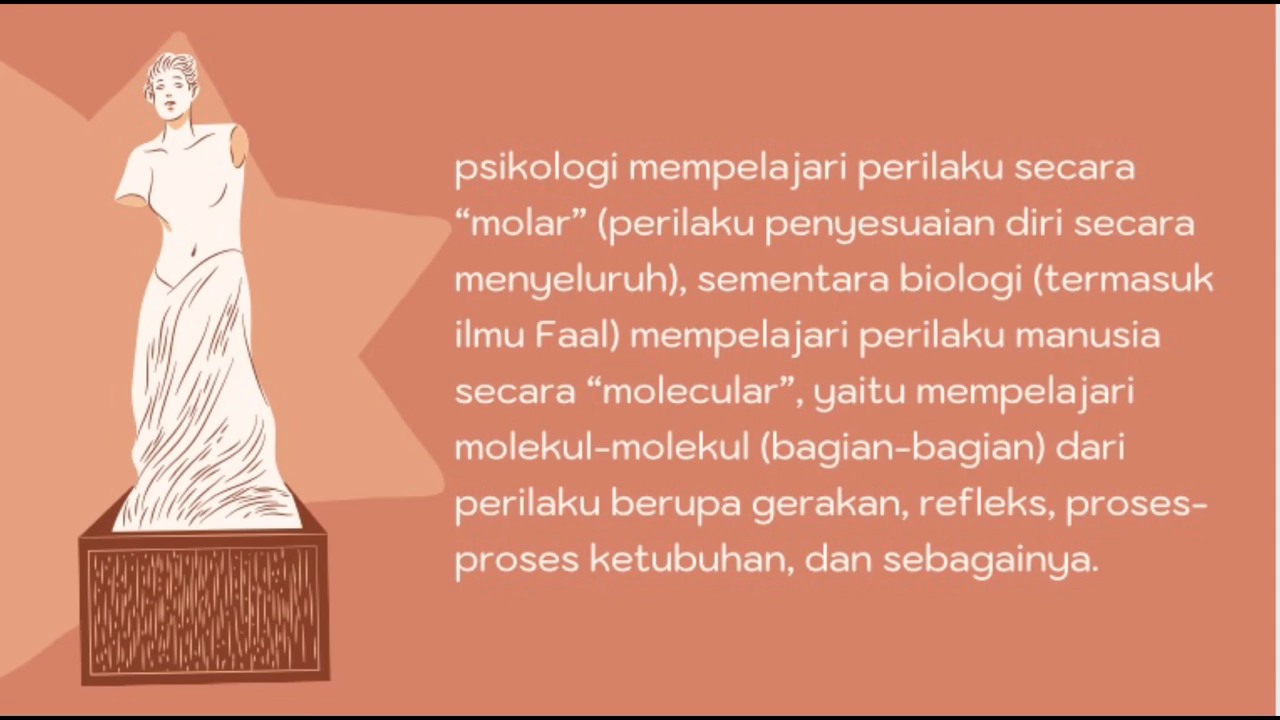 psikologi mempelajari perilaku secara
“molar” (perilaku penyesuaian diri secara
menyeluruh), sementara biologi (termasuk
ilmu Faal) mempelajari perilaku manusia
secara “molecular”, yaitu mempelajari
molekul-molekul (bagian-bagian) dari
perilaku berupa gerakan, refleks, proses-
proses ketubuhan, dan sebagainya.